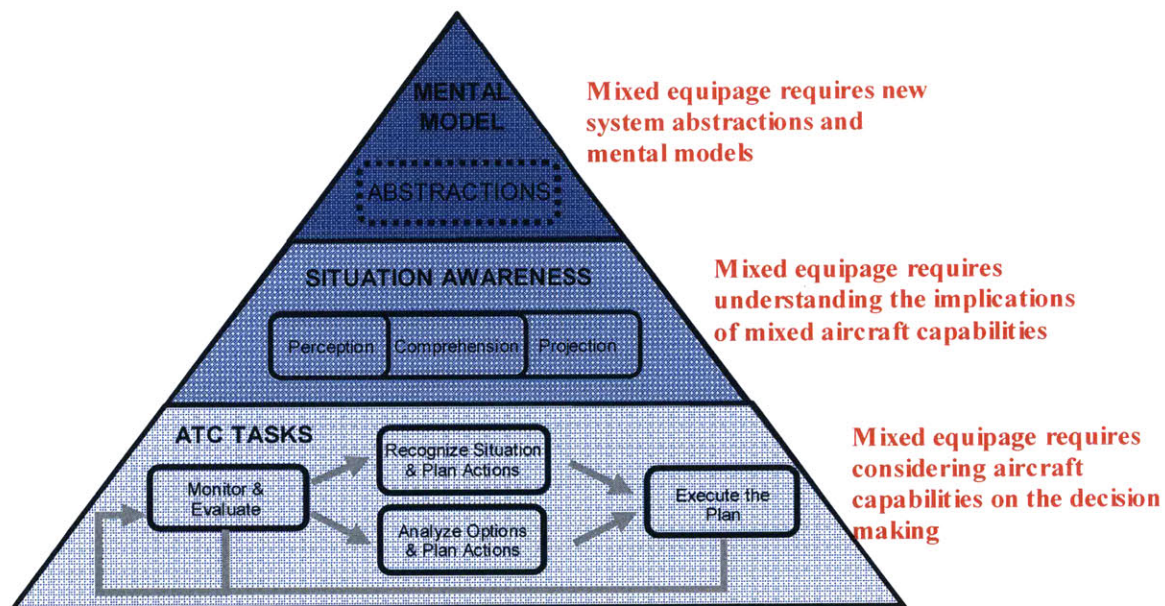 MENTAL
MODEL
ABSTRACTIONS
Mixed equipage requires new
system abstractions and
mental models
SITUATION AWARENESS
Perception
Comprehension
Projection
Mixed equipage requires
understanding the implications
of mixed aircraft capabilities
ATC TASKS
Monitor &
Evaluate
Recognize Situation
& Plan Actions
Analyze Options
& Plan Actions
Execute the
Plan
Mixed equipage requires
considering aircraft
capabilities on the decision
making